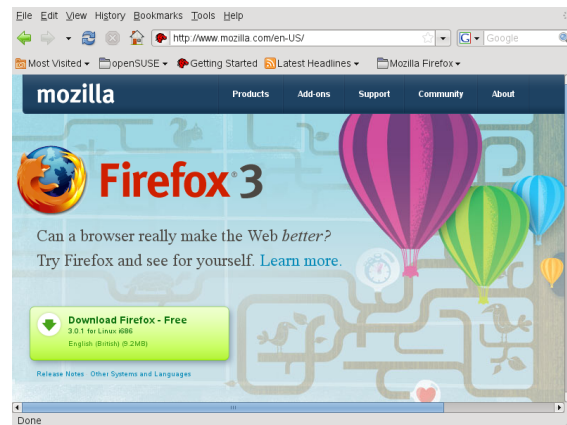 File Edit View History Bookmarks Tools Help
http://www.mozilla.com/en-US/ G Google
Most Visited openSUSE Getting Started Latest Headlines Mozilla Firefox
mozilla Products Add-ons Support Community About
Firefox 3
Can a browser really make the Web better?
Try Firefox and see for yourself. Learn more.
Download Firefox - Free
3.0.1 for Linux i686
English (British) (9.2MB)
Release Notes Other Systems and Languages
Done